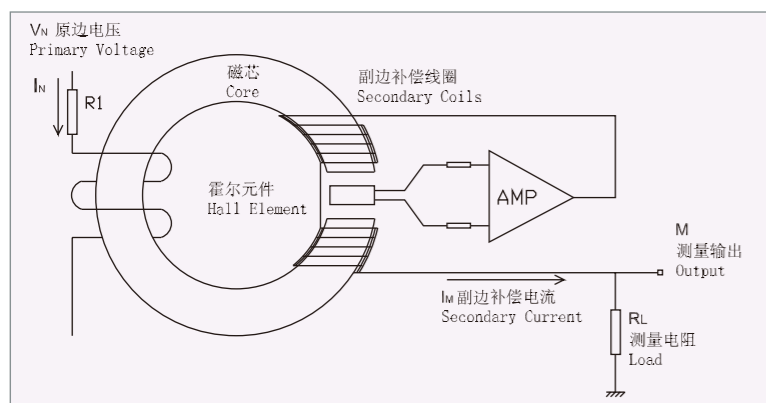 VN 原边电压
Primary Voltage
IN
R1
磁芯
Core
副边补偿线圈
Secondary Coils
霍尔元件
Hall Element
AMP
M
测量输出
Output
IM 副边补偿电流
Secondary Current
RL
测量电阻
Load